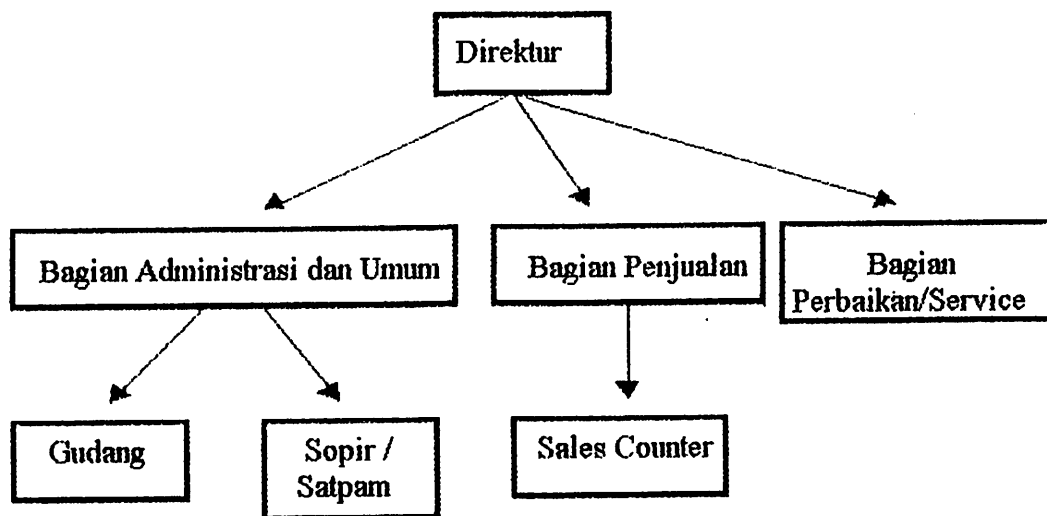 Direktur
Bagian Administrasi dan Umum
Bagian Penjualan
Bagian
Perbaikan/Service
Gudang
Sopir /
Satpam
Sales Counter